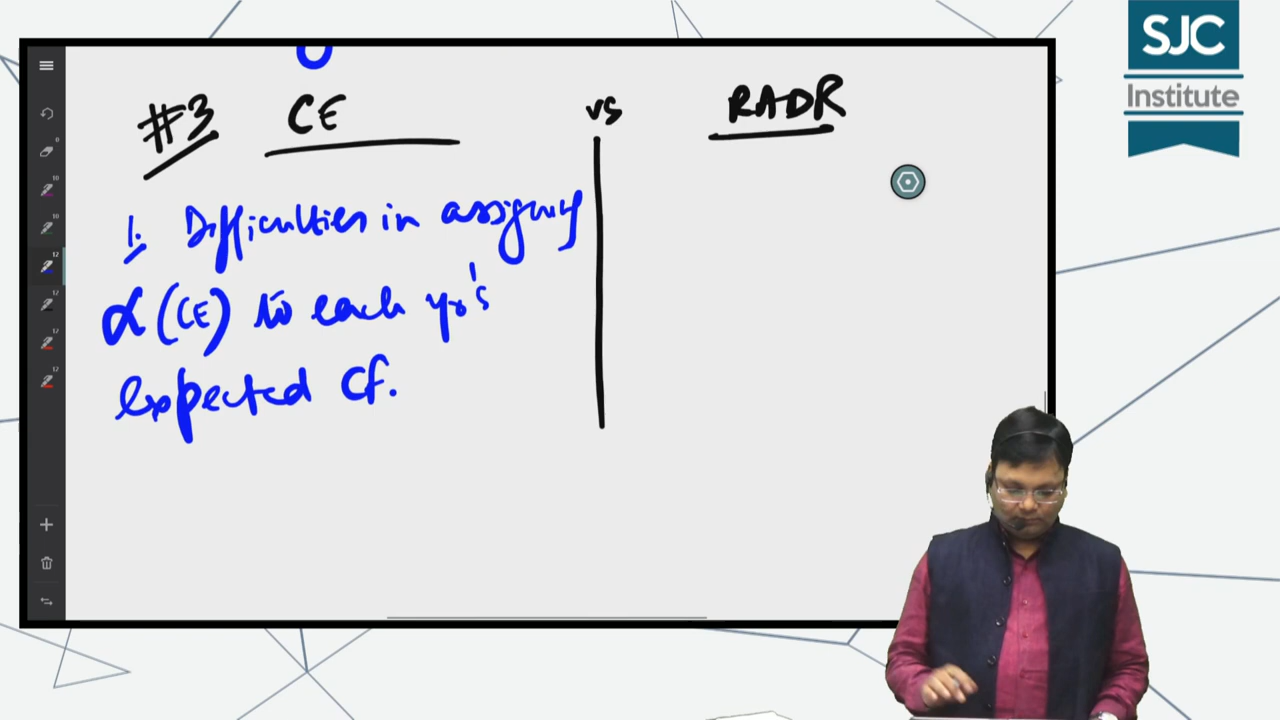 SJC
Institute
#3 CE vs RADR
1. Difficulties in assigning
α (CE) to each yr's
expected CF.